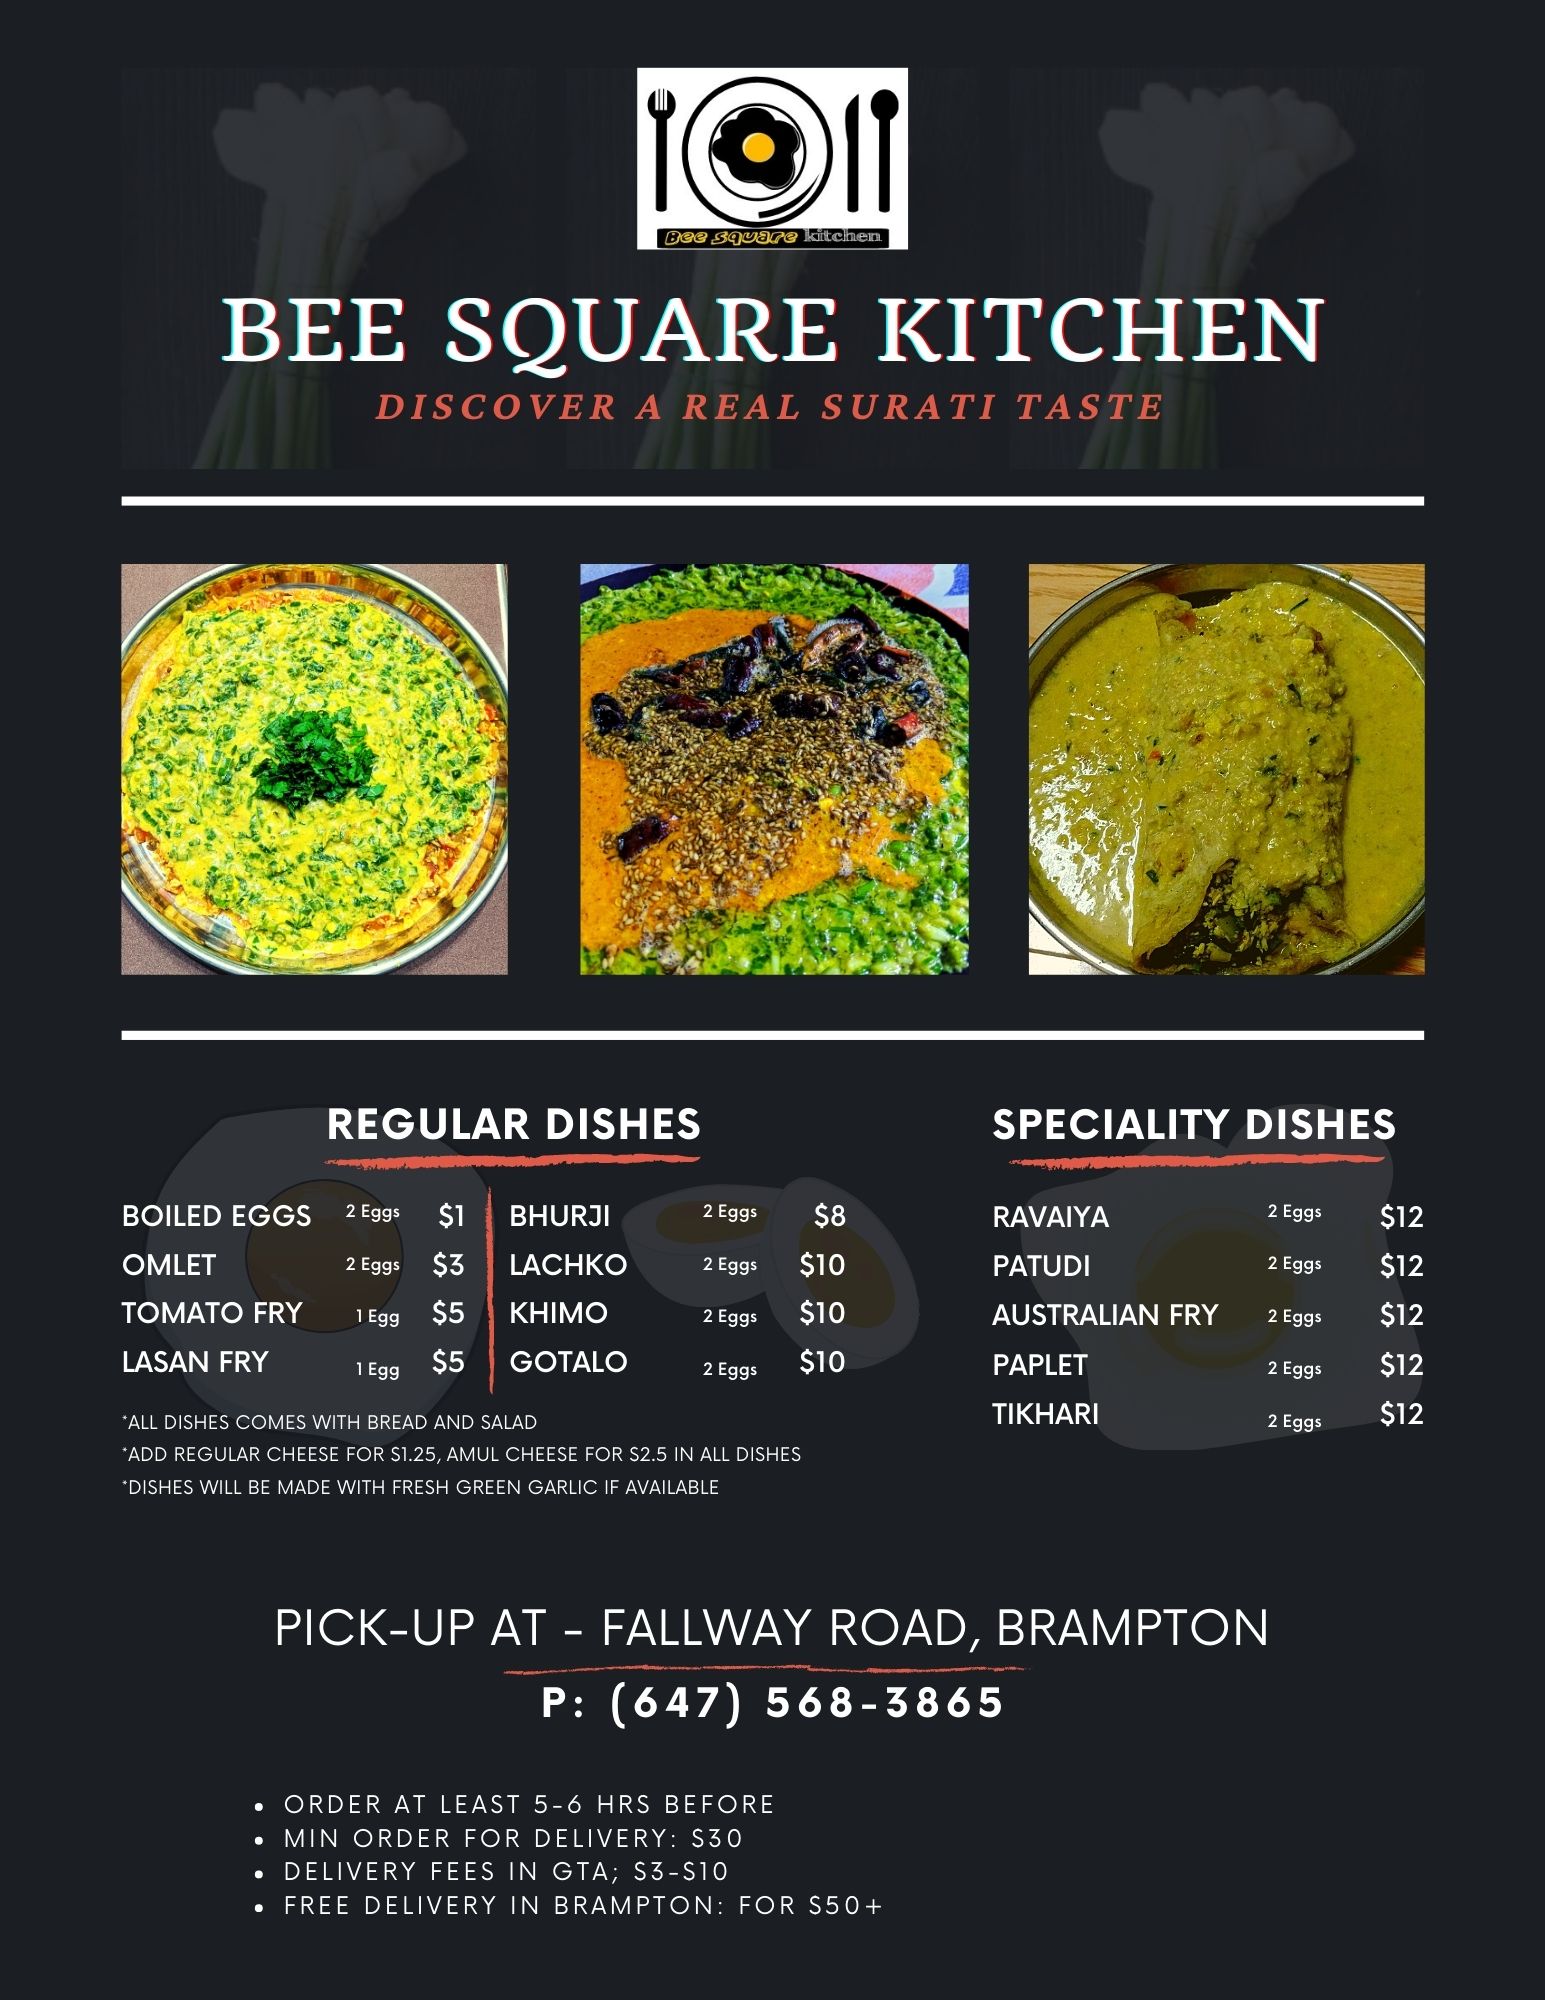 Bee square kitchen
BEE SQUARE KITCHEN
DISCOVER A REAL SURATI TASTE
REGULAR DISHES
BOILED EGGS 2 Eggs $1
OMLET 2 Eggs $3
TOMATO FRY 1 Egg $5
LASAN FRY 1 Egg $5
BHURJI 2 Eggs $8
LACHKO 2 Eggs $10
KHIMO 2 Eggs $10
GOTALO 2 Eggs $10
*ALL DISHES COMES WITH BREAD AND SALAD
*ADD REGULAR CHEESE FOR $1.25, AMUL CHEESE FOR $2.5 IN ALL DISHES
*DISHES WILL BE MADE WITH FRESH GREEN GARLIC IF AVAILABLE
SPECIALITY DISHES
RAVAIYA 2 Eggs $12
PATUDI 2 Eggs $12
AUSTRALIAN FRY 2 Eggs $12
PAPLET 2 Eggs $12
TIKHARI 2 Eggs $12
PICK-UP AT - FALLWAY ROAD, BRAMPTON
P: (647) 568-3865
• ORDER AT LEAST 5-6 HRS BEFORE
• MIN ORDER FOR DELIVERY: $30
• DELIVERY FEES IN GTA; $3-$10
• FREE DELIVERY IN BRAMPTON: FOR $50+